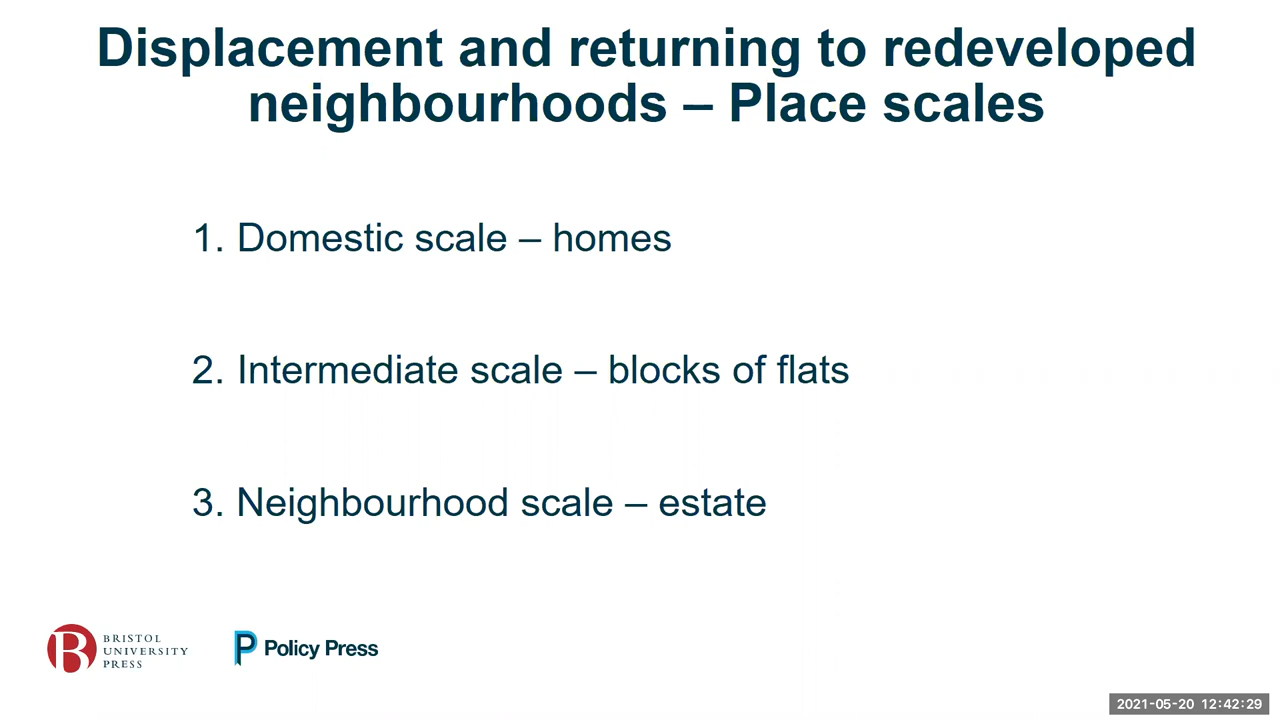 Displacement and returning to redeveloped
neighbourhoods – Place scales
1. Domestic scale – homes
2. Intermediate scale – blocks of flats
3. Neighbourhood scale – estate
BRISTOL
UNIVERSITY
PRESS
Policy Press
2021-05-20 12:42:29